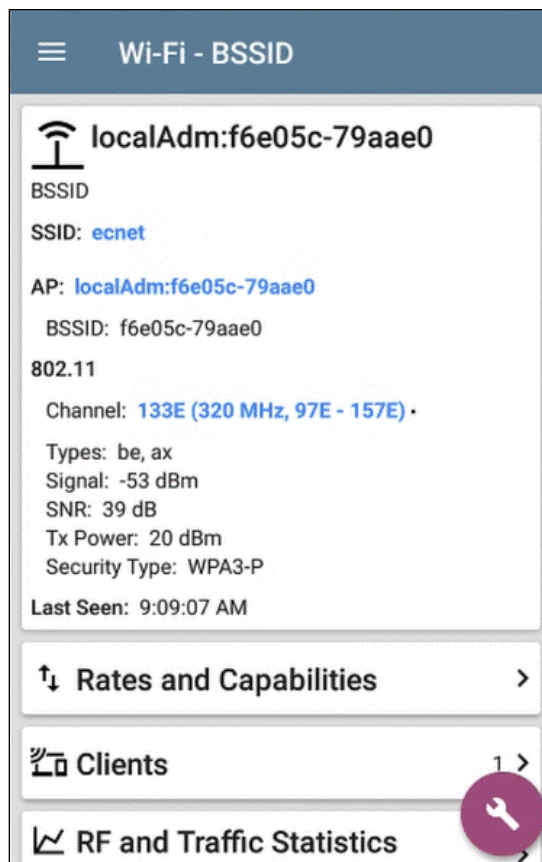 Wi-Fi - BSSID
localAdm:f6e05c-79aae0
BSSID
SSID: ecnet
AP: localAdm:f6e05c-79aae0
BSSID: f6e05c-79aae0
802.11
Channel: 133E (320 MHz, 97E - 157E)
Types: be, ax
Signal: -53 dBm
SNR: 39 dB
Tx Power: 20 dBm
Security Type: WPA3-P
Last Seen: 9:09:07 AM
Rates and Capabilities
Clients 1
RF and Traffic Statistics